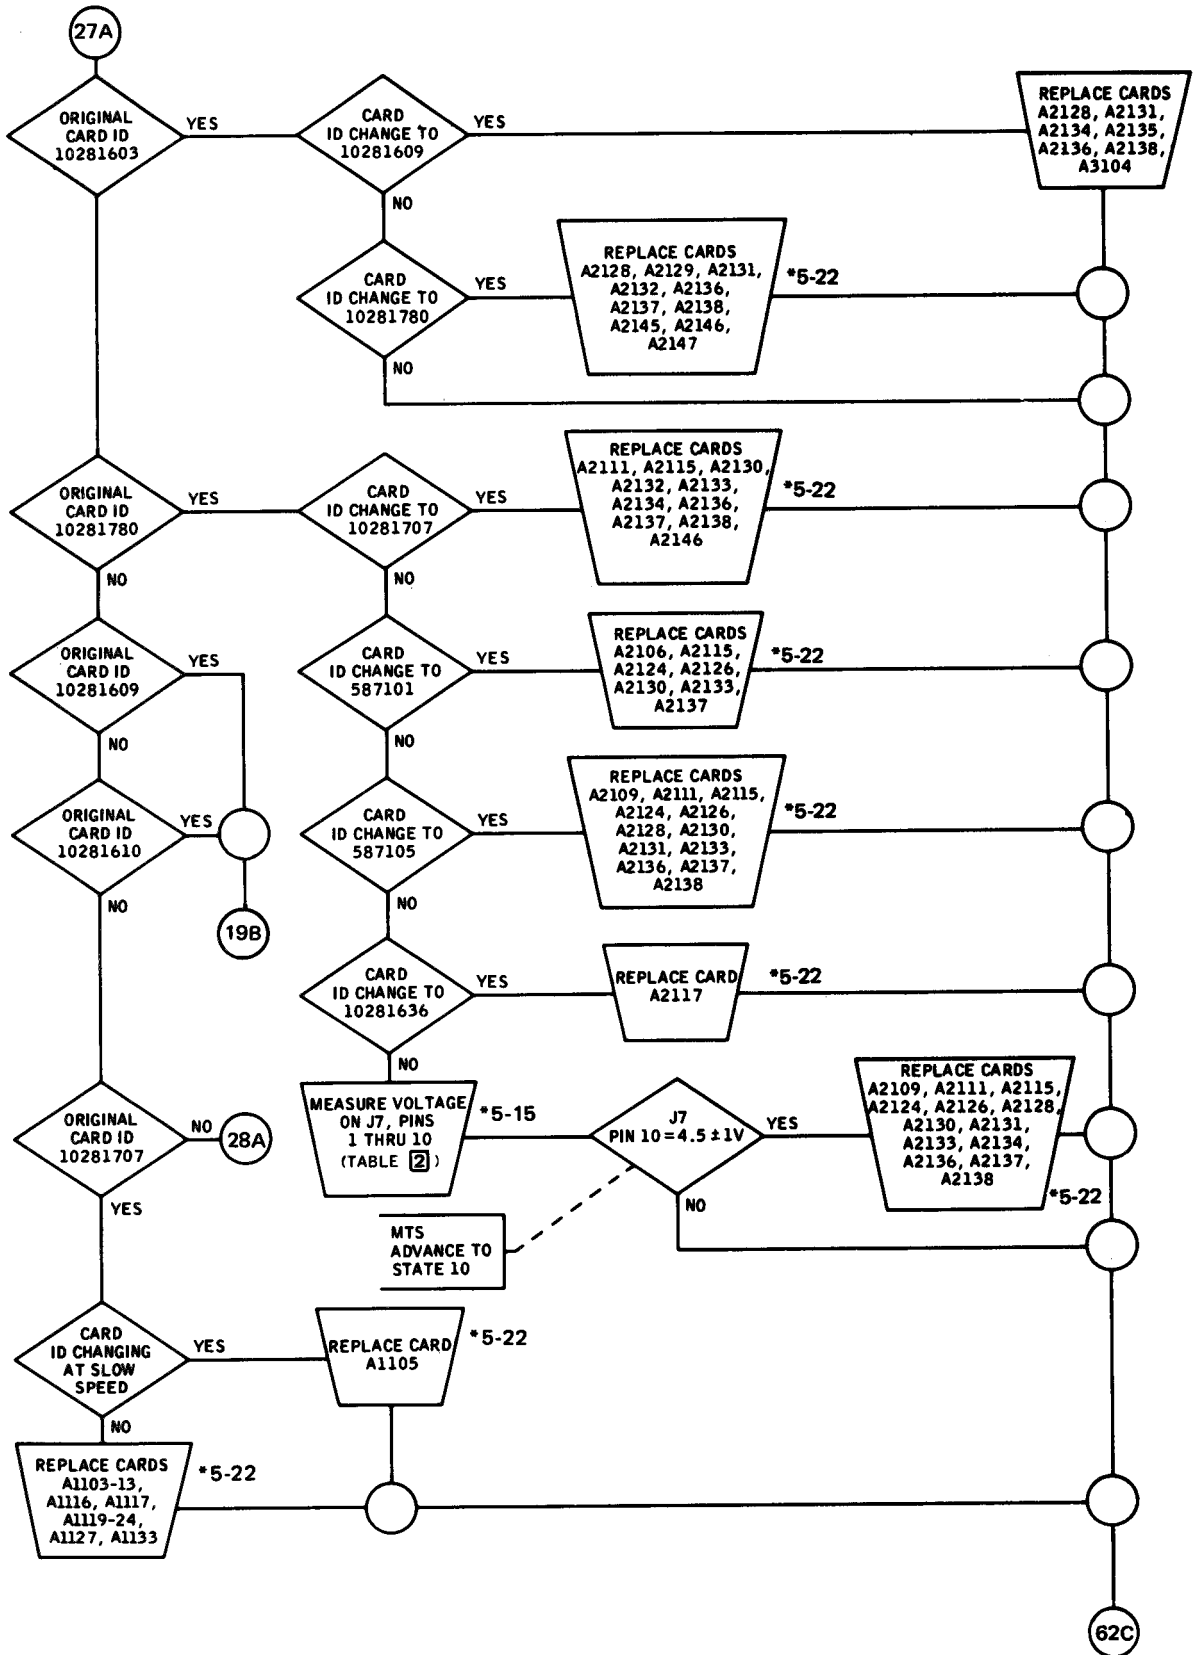 27A
ORIGINAL
CARD ID
10281603
YES
CARD
ID CHANGE TO
10281609
YES
REPLACE CARDS
A2128, A2131,
A2134, A2135,
A2136, A2138,
A3104
NO
CARD
ID CHANGE TO
10281780
YES
REPLACE CARDS
A2128, A2129, A2131,
A2132, A2136,
A2137, A2138,
A2145, A2146,
A2147
*5-22
NO
ORIGINAL
CARD ID
10281780
YES
CARD
ID CHANGE TO
10281707
YES
REPLACE CARDS
A2111, A2115, A2130,
A2132, A2133,
A2134, A2136,
A2137, A2138,
A2146
*5-22
NO
NO
ORIGINAL
CARD ID
10281609
YES
CARD
ID CHANGE TO
587101
YES
REPLACE CARDS
A2106, A2115,
A2124, A2126,
A2130, A2133,
A2137
*5-22
NO
NO
ORIGINAL
CARD ID
10281610
YES
CARD
ID CHANGE TO
587105
YES
REPLACE CARDS
A2109, A2111, A2115,
A2124, A2126,
A2128, A2130,
A2131, A2133,
A2136, A2137,
A2138
*5-22
NO
NO
19B
CARD
ID CHANGE TO
10281636
YES
REPLACE CARD
A2117
*5-22
NO
ORIGINAL
CARD ID
10281707
NO
28A
MEASURE VOLTAGE
ON J7, PINS
1 THRU 10
(TABLE 2)
*5-15
J7
PIN 10 = 4.5 ± 1V
YES
REPLACE CARDS
A2109, A2111, A2115,
A2124, A2126, A2128,
A2130, A2131,
A2133, A2134,
A2136, A2137,
A2138
*5-22
YES
NO
MTS
ADVANCE TO
STATE 10
CARD
ID CHANGING
AT SLOW
SPEED
YES
REPLACE CARD
A1105
*5-22
NO
REPLACE CARDS
A1103-13,
A1116, A1117,
A1119-24,
A1127, A1133
*5-22
62C